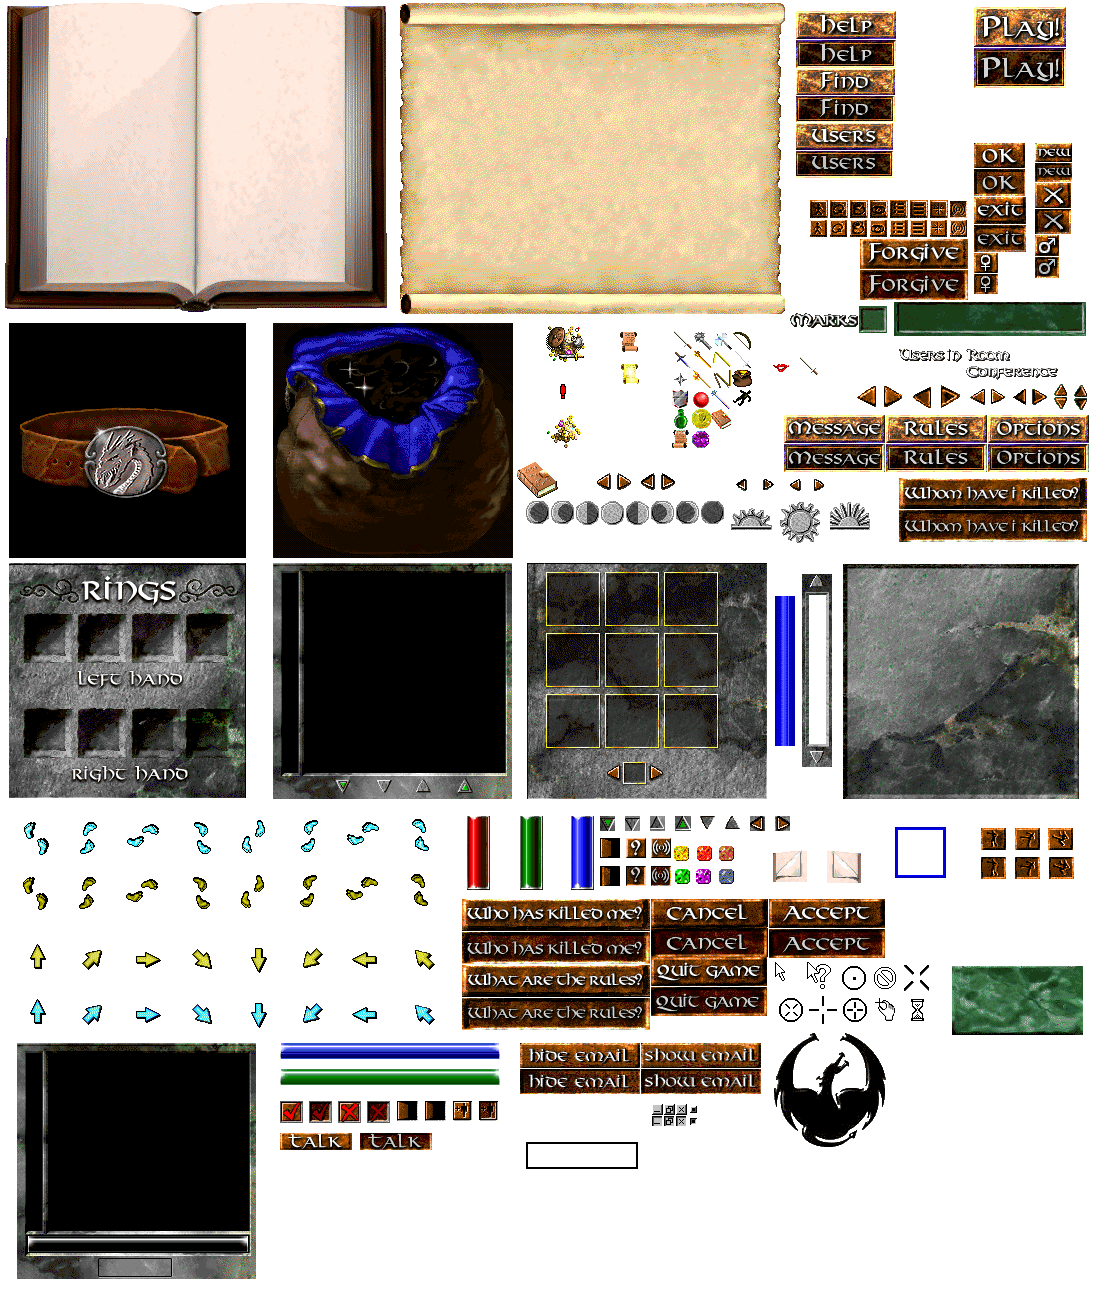 Help
Help
Find
Find
Users
Users
Play!
Play!
OK
OK
Exit
Exit
new
new
Forgive
Forgive
Marks
Users in Room
Conference
Message
Rules
Options
Message
Rules
Options
Whom have i killed?
Whom have i killed?
Rings
Left hand
Right hand
?
?
Who has killed me?
Who has killed me?
What are the rules?
What are the rules?
Cancel
Cancel
Quit game
Quit game
Accept
Accept
?
hide email
show email
hide email
show email
talk
talk